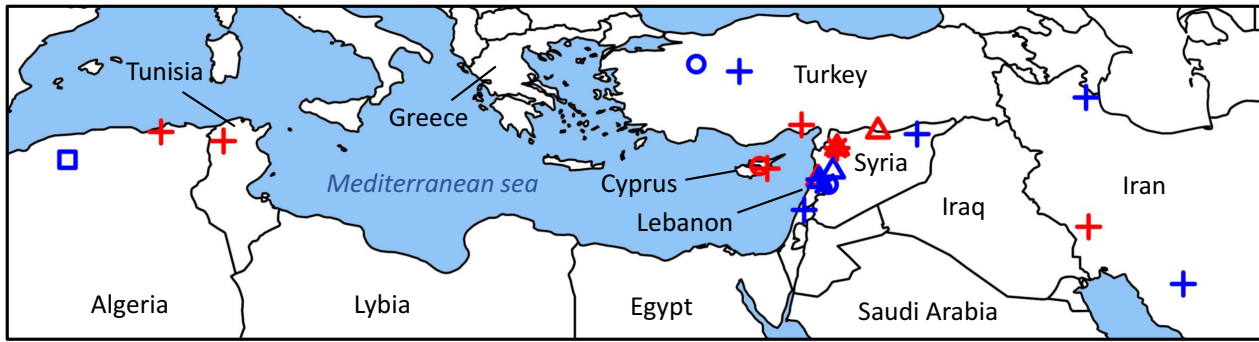 Tunisia
Turkey
Greece
Syria
Cyprus
Mediterranean sea
Iran
Iraq
Lebanon
Algeria
Lybia
Egypt
Saudi Arabia